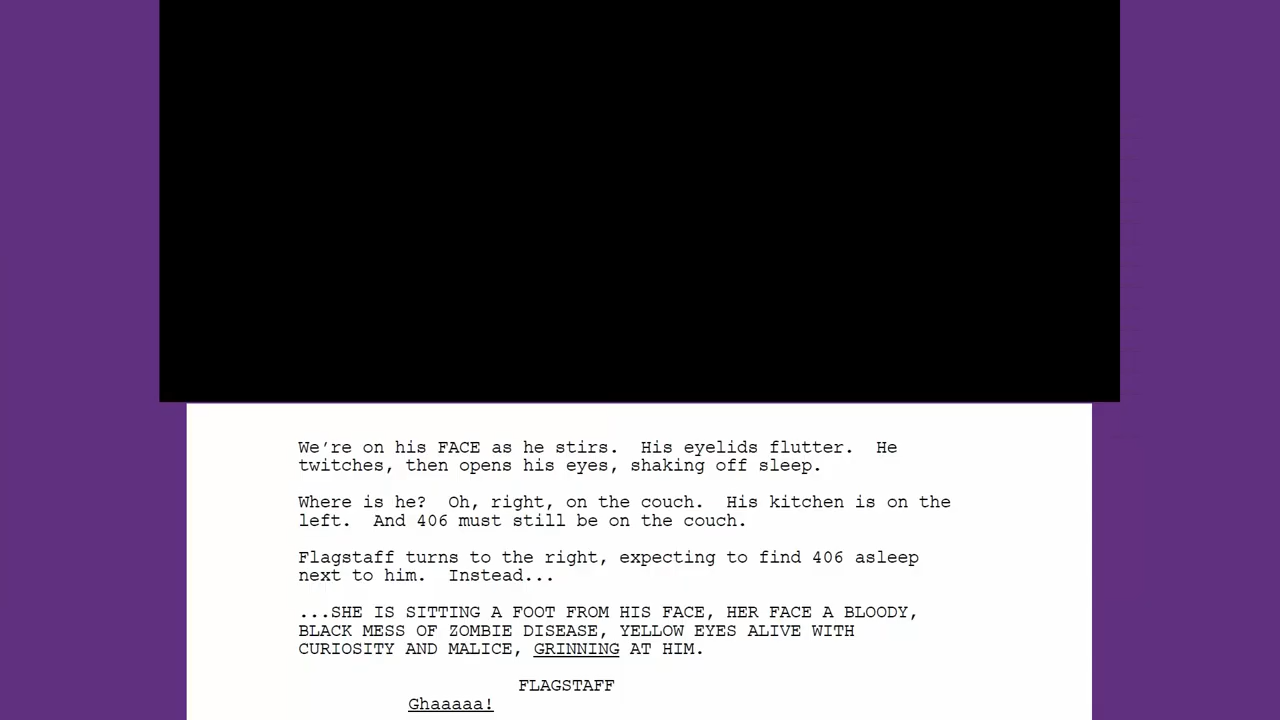 We're on his FACE as he stirs.  His eyelids flutter.  He
twitches, then opens his eyes, shaking off sleep.
Where is he?  Oh, right, on the couch.  His kitchen is on the
left.  And 406 must still be on the couch.
Flagstaff turns to the right, expecting to find 406 asleep
next to him.  Instead...
...SHE IS SITTING A FOOT FROM HIS FACE, HER FACE A BLOODY,
BLACK MESS OF ZOMBIE DISEASE, YELLOW EYES ALIVE WITH
CURIOSITY AND MALICE, GRINNING AT HIM.
FLAGSTAFF
Ghaaaaa!